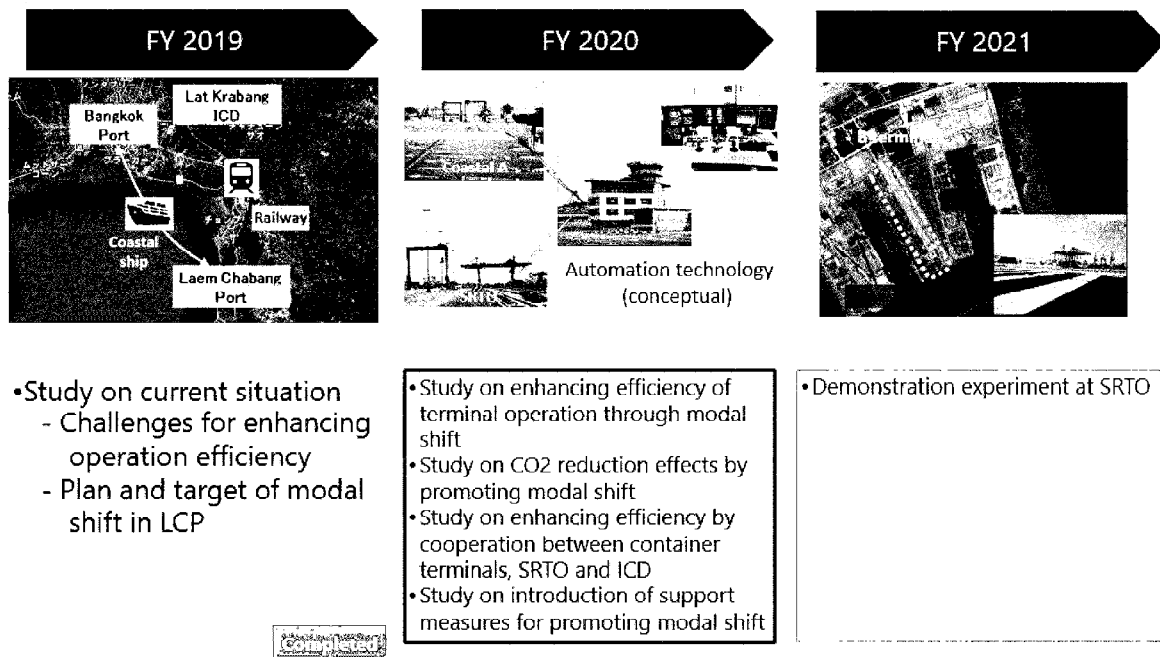 FY 2019
FY 2020
FY 2021
Bangkok
Port
Lat Krabang
ICD
Railway
Coastal
ship
Laem Chabang
Port
Coastal A
SRTO
Automation technology
(conceptual)
•Study on current situation
- Challenges for enhancing
operation efficiency
- Plan and target of modal
shift in LCP
Completed
•Study on enhancing efficiency of
terminal operation through modal
shift
•Study on CO2 reduction effects by
promoting modal shift
•Study on enhancing efficiency by
cooperation between container
terminals, SRTO and ICD
•Study on introduction of support
measures for promoting modal shift
•Demonstration experiment at SRTO